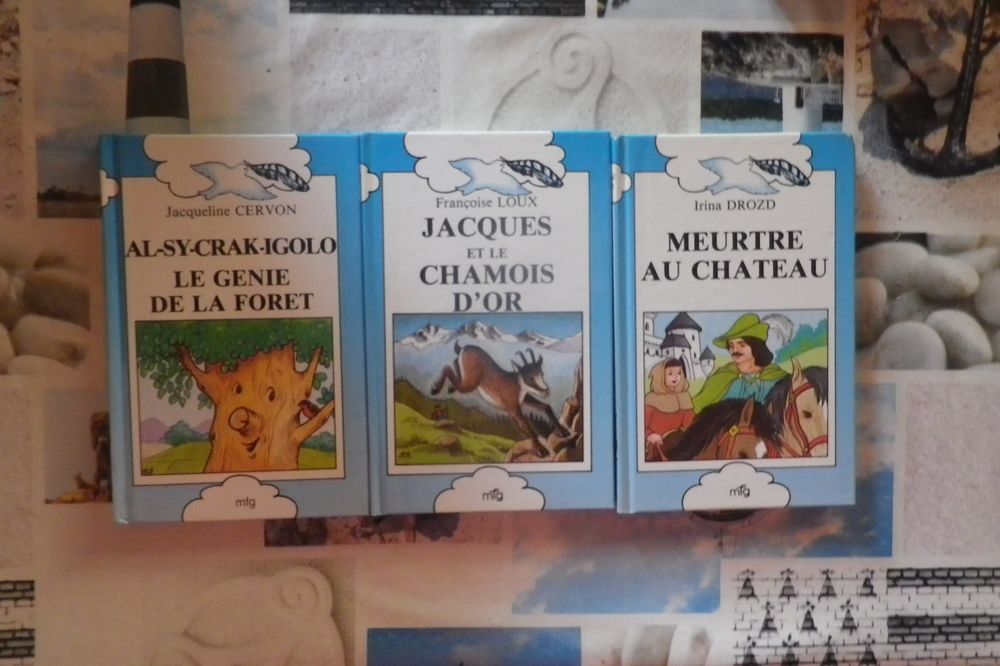 Jacqueline CERVON
AL-SY-CRAK-IGOLO
LE GENIE
DE LA FORET
mfg
Françoise LOUX
JACQUES
ET LE
CHAMOIS
D'OR
mfg
Irina DROZD
MEURTRE
AU CHATEAU
mfg